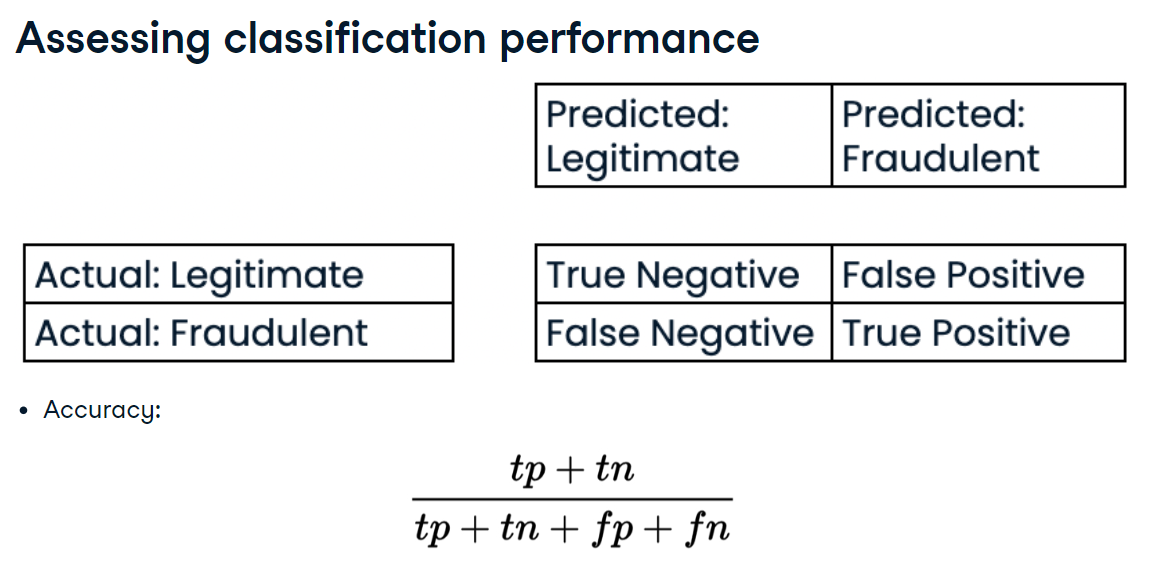 Assessing classification performance
Predicted: Predicted:
Legitimate Fraudulent
Actual: Legitimate True Negative False Positive
Actual: Fraudulent False Negative True Positive
• Accuracy:
tp + tn
tp + tn + fp + fn